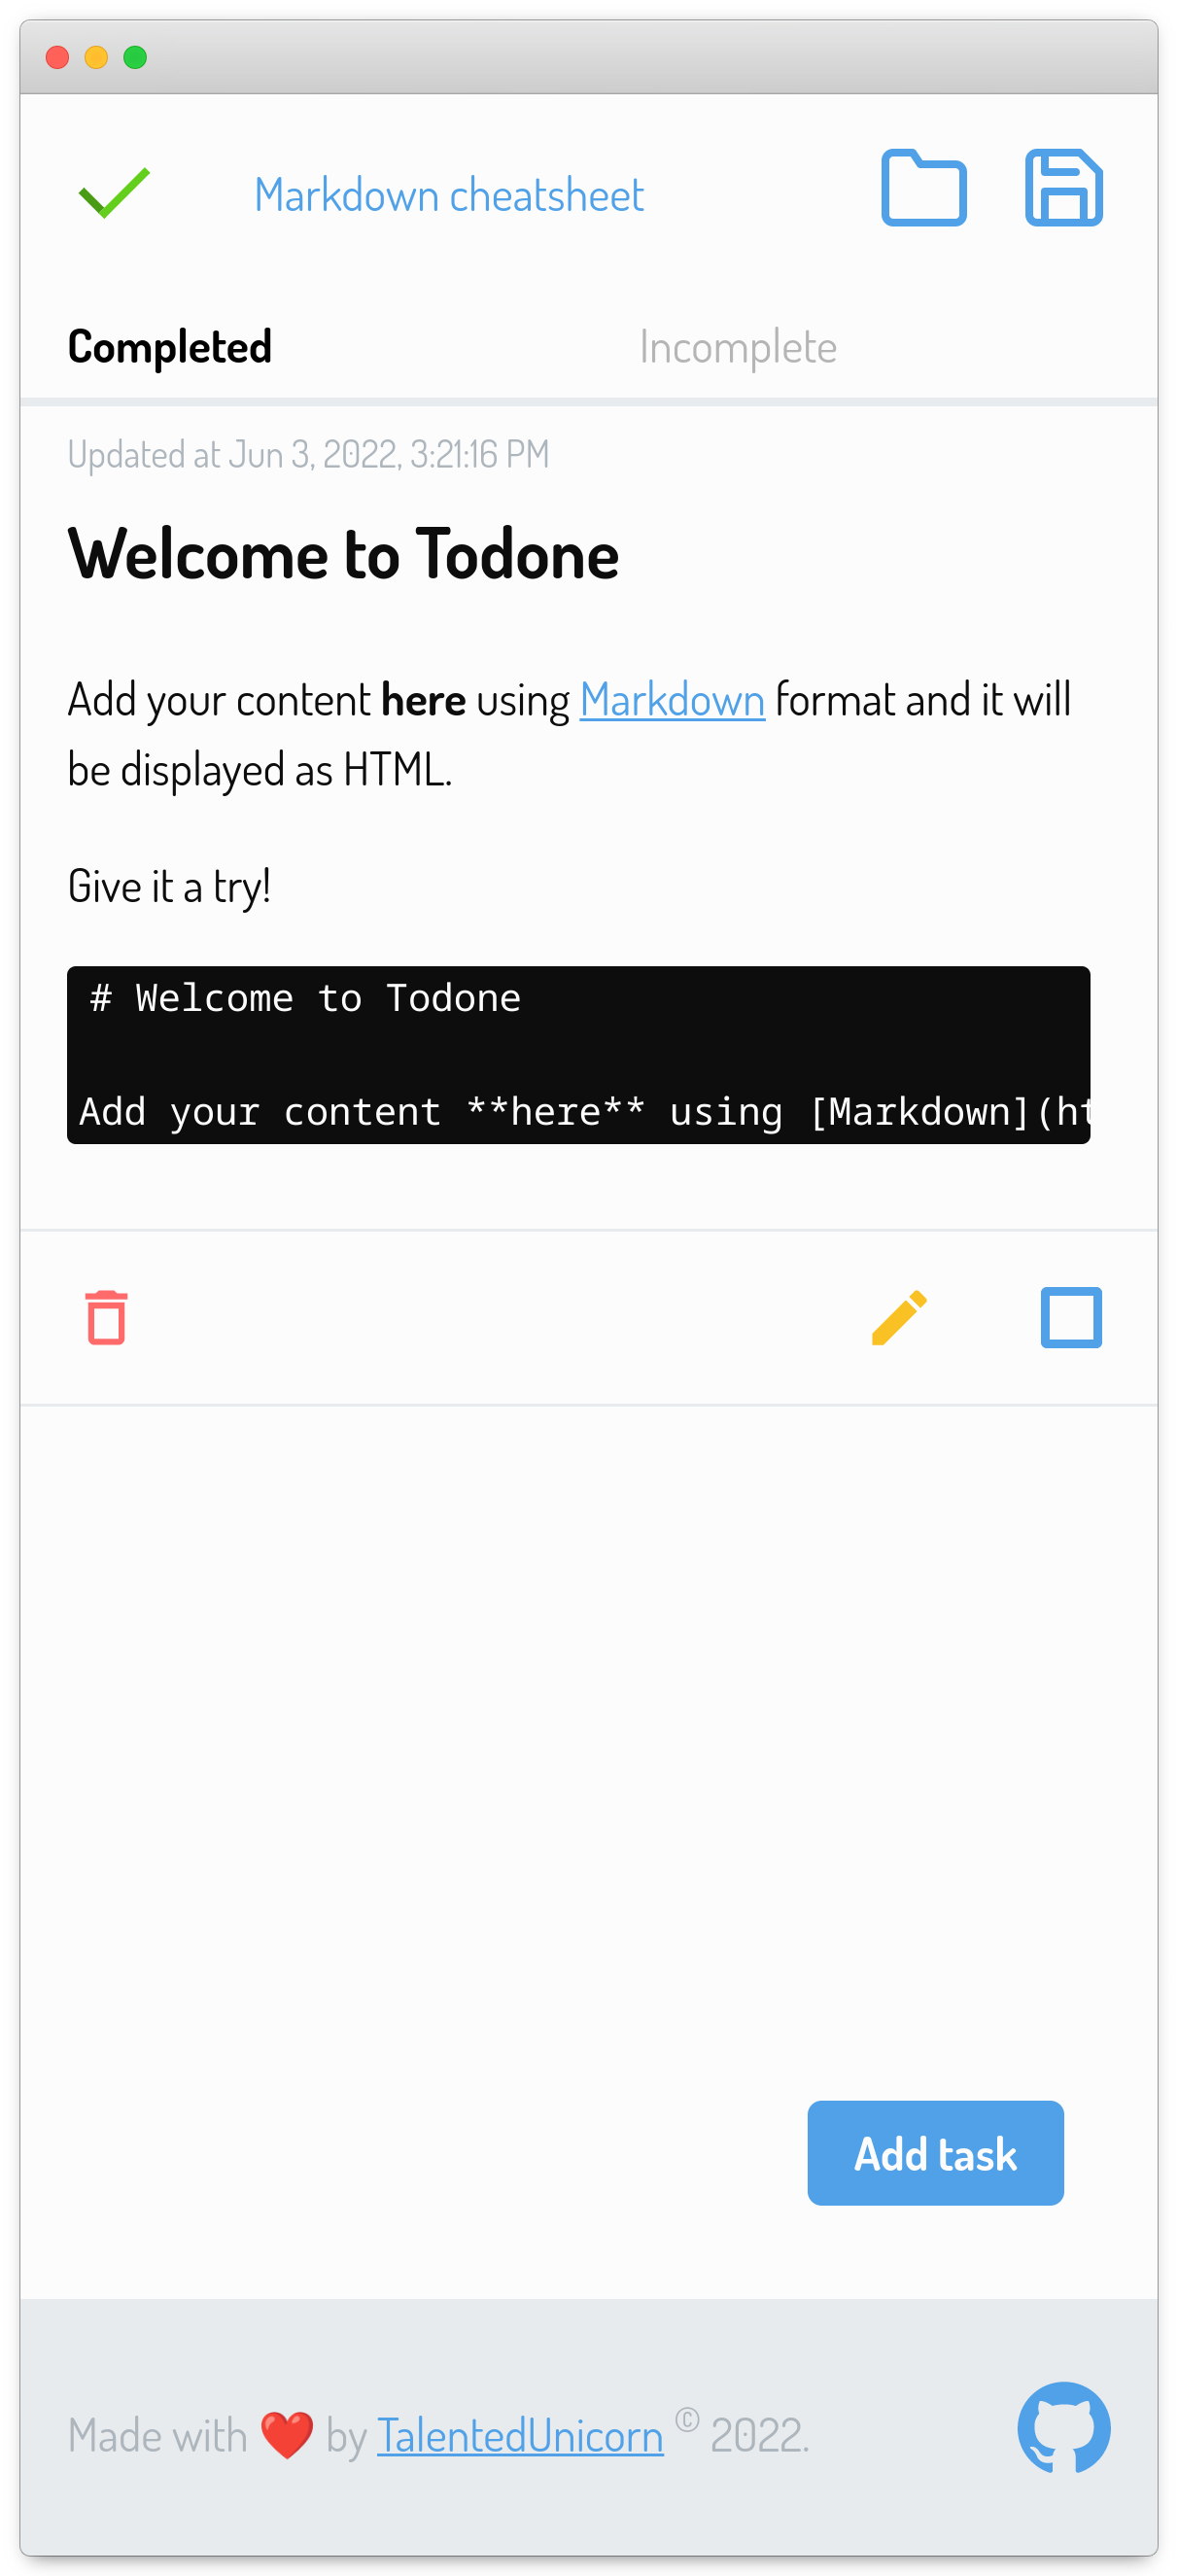 Markdown cheatsheet
Completed
Incomplete
Updated at Jun 3, 2022, 3:21:16 PM
Welcome to Todone
Add your content here using Markdown format and it will
be displayed as HTML.
Give it a try!
# Welcome to Todone
Add your content **here** using [Markdown](ht
Add task
Made with ❤️ by TalentedUnicorn © 2022.